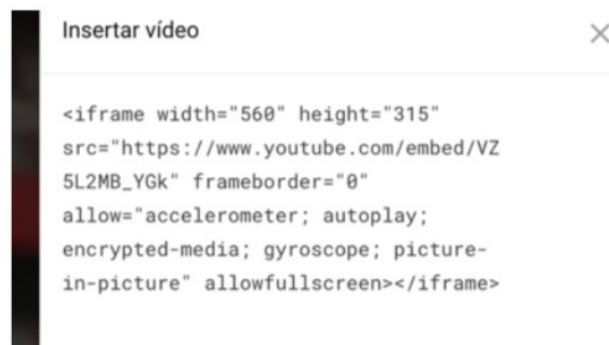 Insertar vídeo
<iframe width="560" height="315"
src="https://www.youtube.com/embed/VZ
5L2MB_YGk" frameborder="0"
allow="accelerometer; autoplay;
encrypted-media; gyroscope; picture-
in-picture" allowfullscreen></iframe>